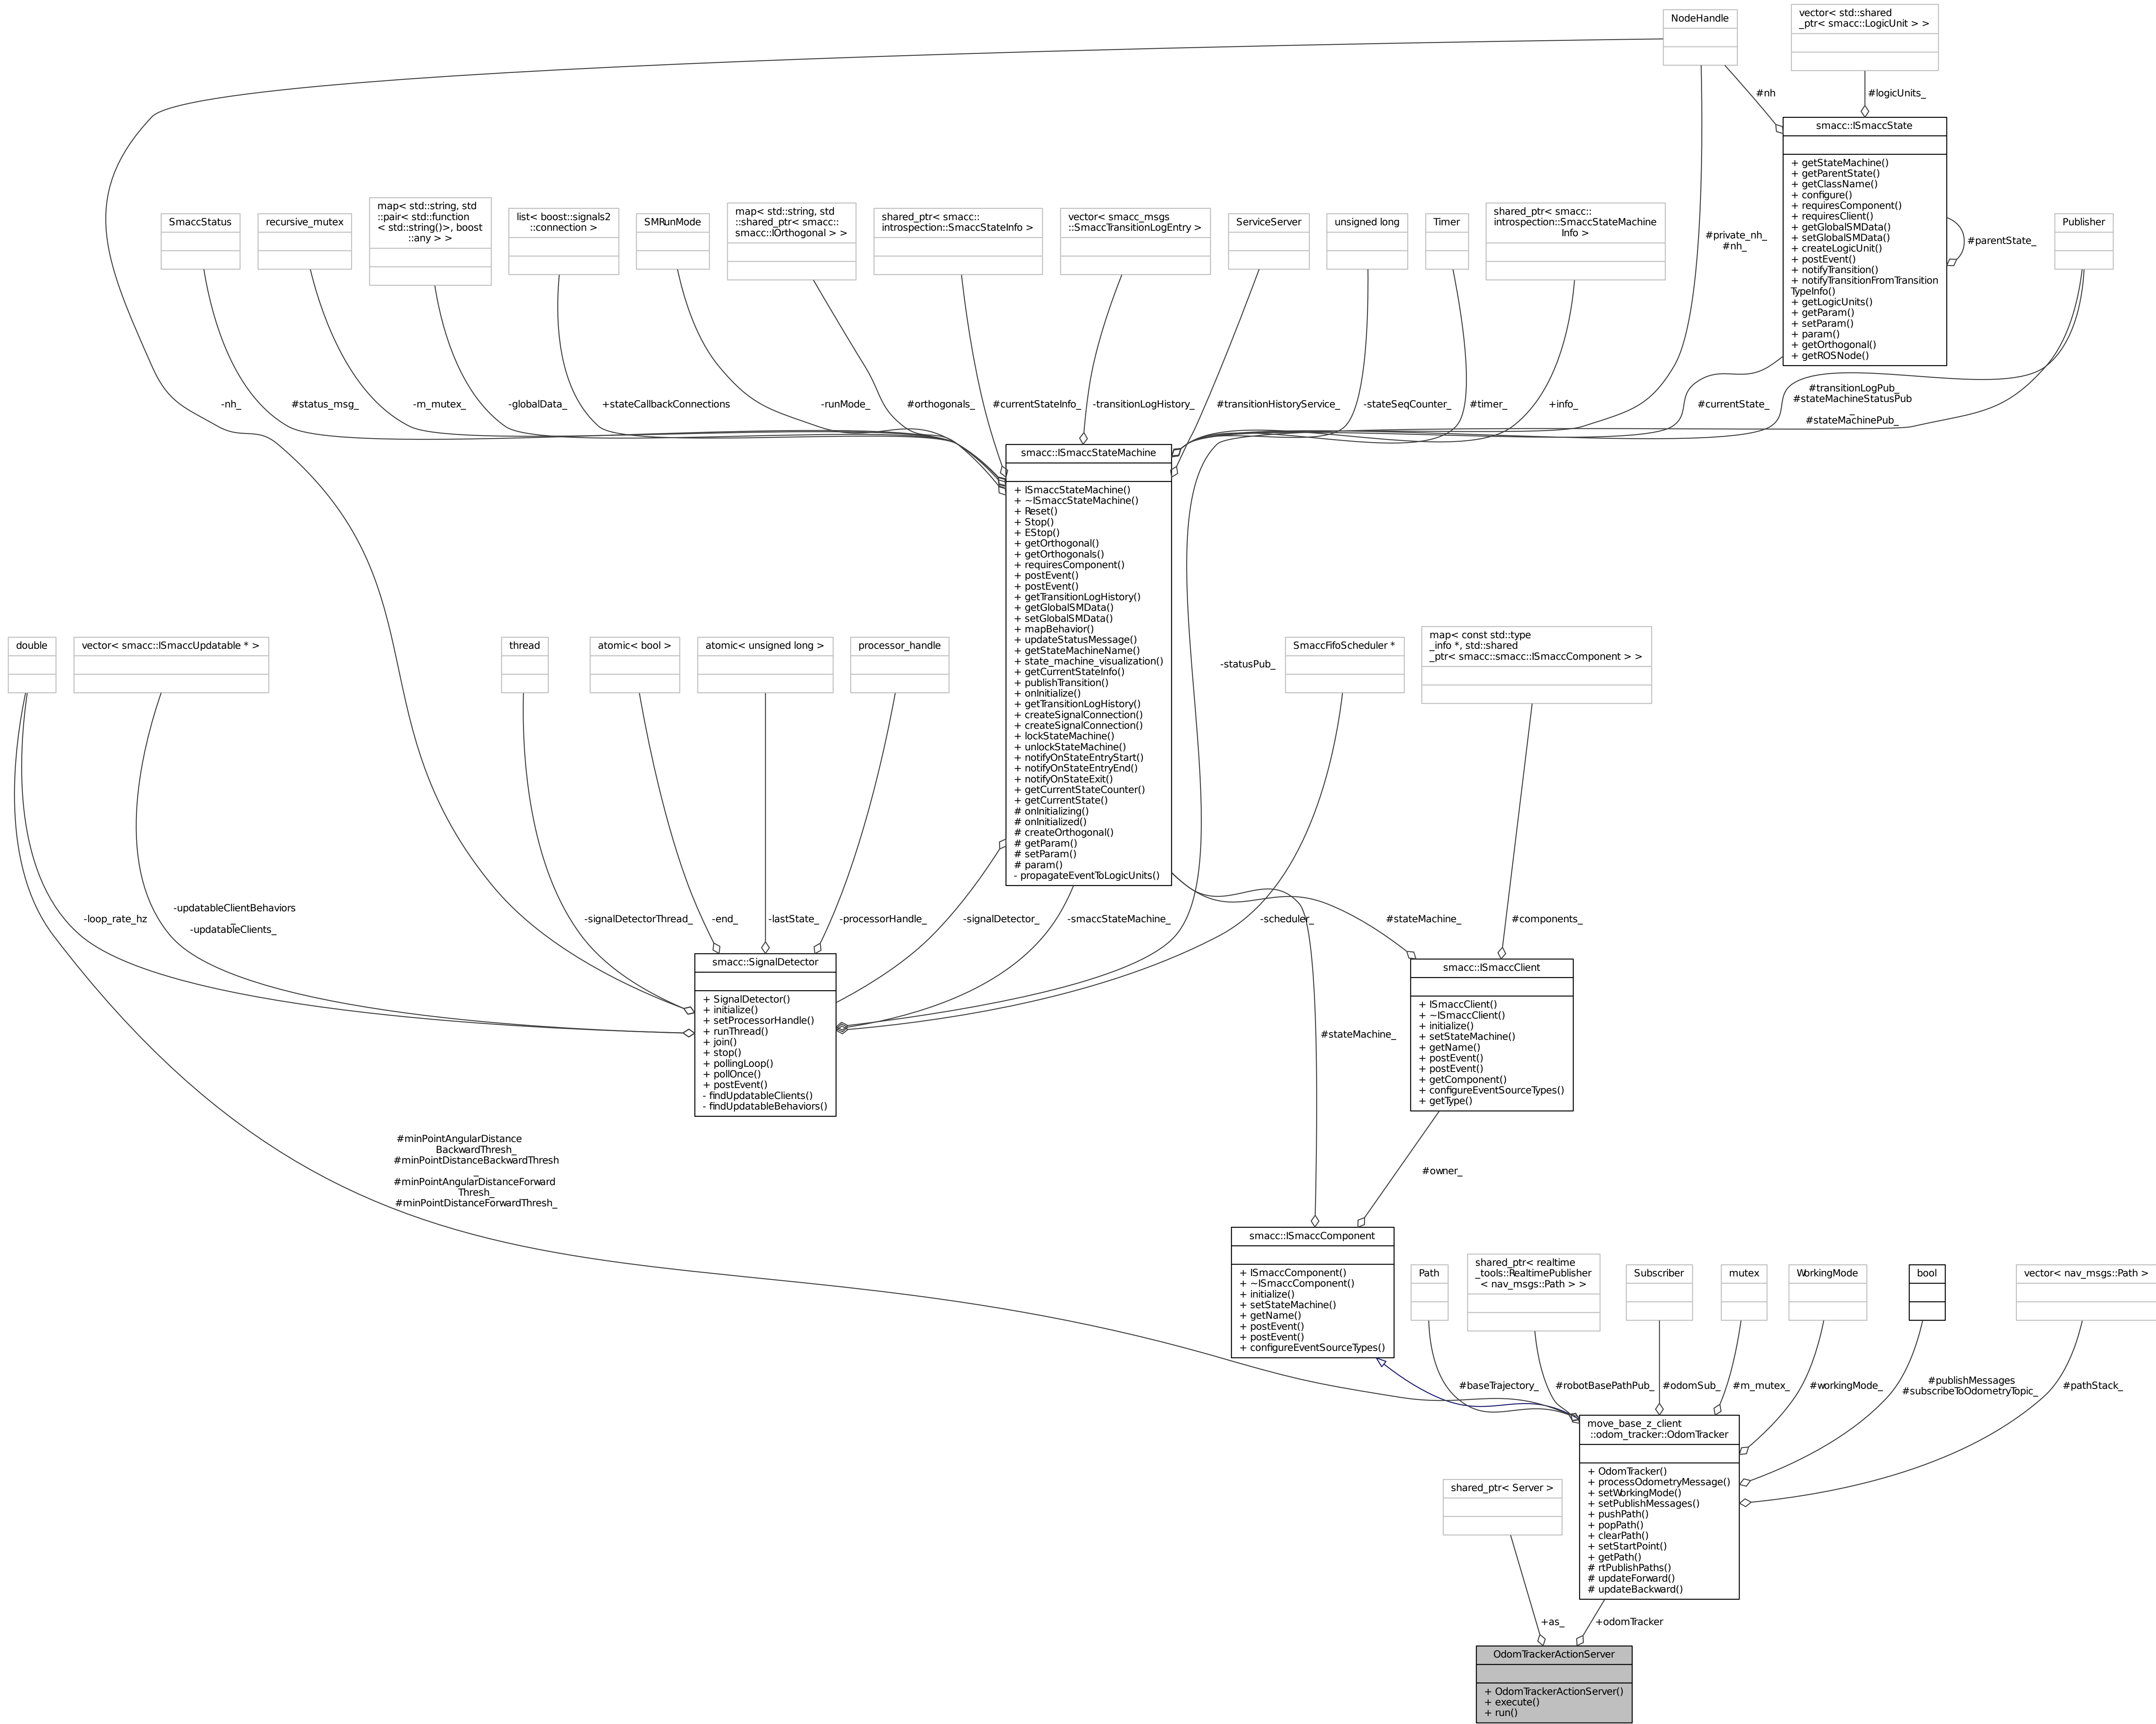 NodeHandle
vector< std::shared
_ptr< smacc::LogicUnit > >
#nh
#logicUnits_
smacc::ISmaccState
+ getStateMachine()
+ getParentState()
+ getClassName()
+ configure()
+ requiresComponent()
+ requiresClient()
+ getGlobalSMData()
+ setGlobalSMData()
+ createLogicUnit()
+ postEvent()
+ notifyTransition()
+ notifyTransitionFromTransition
TypeInfo()
+ getLogicUnits()
+ getParam()
+ setParam()
+ param()
+ getOrthogonal()
+ getROSNode()
#parentState_
Publisher
SmaccStatus
recursive_mutex
map< std::string, std
::pair< std::function
< std::string()>, boost
::any > >
list< boost::signals2
::connection >
SMRunMode
map< std::string, std
::shared_ptr< smacc::
smacc::IOrthogonal > >
shared_ptr< smacc::
introspection::SmaccStateInfo >
vector< smacc_msgs
::SmaccTransitionLogEntry >
ServiceServer
unsigned long
Timer
shared_ptr< smacc::
introspection::SmaccStateMachine
Info >
#private_nh_
#nh_
-nh_
#status_msg_
-m_mutex_
-globalData_
+stateCallbackConnections
-runMode_
#orthogonals_
#currentStateInfo_
-transitionLogHistory_
#transitionHistoryService_
-stateSeqCounter_
#timer_
+info_
#currentState_
#transitionLogPub_
#stateMachineStatusPub
_
#stateMachinePub_
smacc::ISmaccStateMachine
+ ISmaccStateMachine()
+ ~ISmaccStateMachine()
+ Reset()
+ Stop()
+ EStop()
+ getOrthogonal()
+ getOrthogonals()
+ requiresComponent()
+ postEvent()
+ postEvent()
+ getTransitionLogHistory()
+ getGlobalSMData()
+ setGlobalSMData()
+ mapBehavior()
+ updateStatusMessage()
+ getStateMachineName()
+ state_machine_visualization()
+ getCurrentStateInfo()
+ publishTransition()
+ onInitialize()
+ getTransitionLogHistory()
+ createSignalConnection()
+ createSignalConnection()
+ lockStateMachine()
+ unlockStateMachine()
+ notifyOnStateEntryStart()
+ notifyOnStateEntryEnd()
+ notifyOnStateExit()
+ getCurrentStateCounter()
+ getCurrentState()
# onInitializing()
# onInitialized()
# createOrthogonal()
# getParam()
# setParam()
# param()
- propagateEventToLogicUnits()
double
vector< smacc::ISmaccUpdatable * >
thread
atomic< bool >
atomic< unsigned long >
processor_handle
-statusPub_
SmaccFifoScheduler *
map< const std::type
_info *, std::shared
_ptr< smacc::smacc::ISmaccComponent > >
-loop_rate_hz
-updatableClientBehaviors
_
-updatableClients_
-signalDetectorThread_
-end_
-lastState_
-processorHandle_
-signalDetector_
-smaccStateMachine_
-scheduler_
#stateMachine_
#components_
smacc::SignalDetector
+ SignalDetector()
+ initialize()
+ setProcessorHandle()
+ runThread()
+ join()
+ stop()
+ pollingLoop()
+ pollOnce()
+ postEvent()
- findUpdatableClients()
- findUpdatableBehaviors()
smacc::ISmaccClient
+ ISmaccClient()
+ ~ISmaccClient()
+ initialize()
+ setStateMachine()
+ getName()
+ postEvent()
+ postEvent()
+ getComponent()
+ configureEventSourceTypes()
+ getType()
#stateMachine_
#minPointAngularDistance
BackwardThresh_
#minPointDistanceBackwardThresh
_
#minPointAngularDistanceForward
Thresh_
#minPointDistanceForwardThresh_
#owner_
smacc::ISmaccComponent
+ ISmaccComponent()
+ ~ISmaccComponent()
+ initialize()
+ setStateMachine()
+ getName()
+ postEvent()
+ postEvent()
+ configureEventSourceTypes()
Path
shared_ptr< realtime
_tools::RealtimePublisher
< nav_msgs::Path > >
Subscriber
mutex
WorkingMode
bool
vector< nav_msgs::Path >
#baseTrajectory_
#robotBasePathPub_
#odomSub_
#m_mutex_
#workingMode_
#publishMessages
#subscribeToOdometryTopic_
#pathStack_
move_base_z_client
::odom_tracker::OdomTracker
+ OdomTracker()
+ processOdometryMessage()
+ setWorkingMode()
+ setPublishMessages()
+ pushPath()
+ popPath()
+ clearPath()
+ setStartPoint()
+ getPath()
# rtPublishPaths()
# updateForward()
# updateBackward()
shared_ptr< Server >
+as_
+odomTracker
OdomTrackerActionServer
+ OdomTrackerActionServer()
+ execute()
+ run()